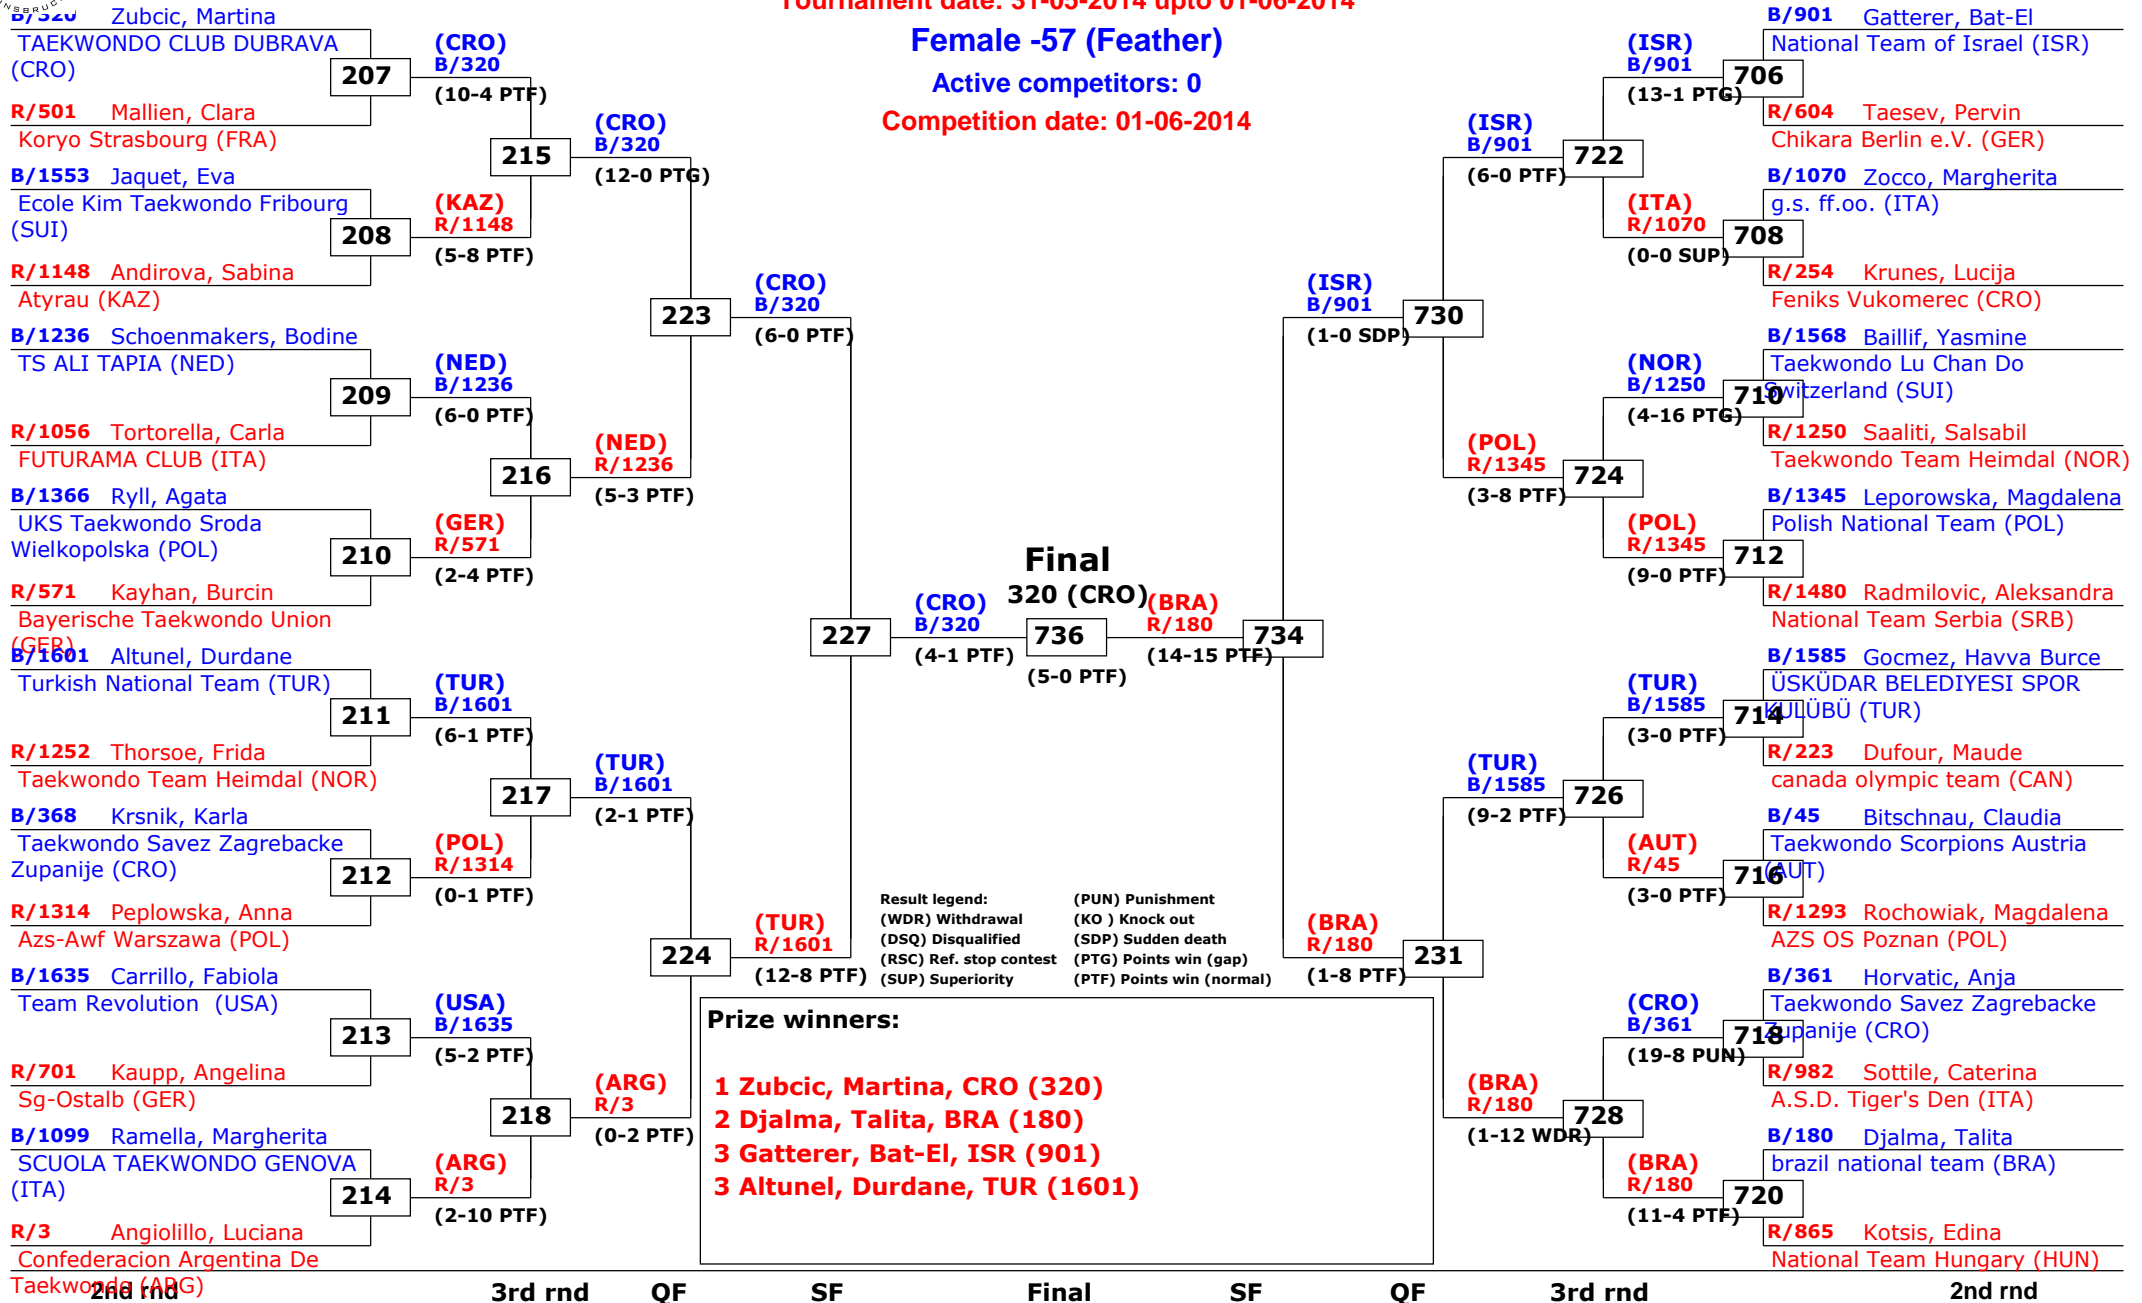 NSBRUC
Tournament date: 31-05-2014 upto 01-06-2014
Female -57 (Feather)
Active competitors: 0
Competition date: 01-06-2014
B/320 Zubcic, Martina
TAEKWONDO CLUB DUBRAVA
(CRO)
207
R/501 Mallien, Clara
Koryo Strasbourg (FRA)
B/1553 Jaquet, Eva
Ecole Kim Taekwondo Fribourg
(SUI)
208
R/1148 Andirova, Sabina
Atyrau (KAZ)
B/1236 Schoenmakers, Bodine
TS ALI TAPIA (NED)
209
R/1056 Tortorella, Carla
FUTURAMA CLUB (ITA)
B/1366 Ryll, Agata
UKS Taekwondo Sroda
Wielkopolska (POL)
210
R/571 Kayhan, Burcin
Bayerische Taekwondo Union
(GER)
B/1601 Altunel, Durdane
Turkish National Team (TUR)
211
R/1252 Thorsoe, Frida
Taekwondo Team Heimdal (NOR)
B/368 Krsnik, Karla
Taekwondo Savez Zagrebacke
Zupanije (CRO)
212
R/1314 Peplowska, Anna
Azs-Awf Warszawa (POL)
B/1635 Carrillo, Fabiola
Team Revolution (USA)
213
R/701 Kaupp, Angelina
Sg-Ostalb (GER)
B/1099 Ramella, Margherita
SCUOLA TAEKWONDO GENOVA
(ITA)
214
R/3 Angiolillo, Luciana
Confederacion Argentina De
Taekwondo (ARG)
(CRO)
B/320
(10-4 PTF)
215
(KAZ)
R/1148
(5-8 PTF)
(NED)
B/1236
(6-0 PTF)
216
(GER)
R/571
(2-4 PTF)
(TUR)
B/1601
(6-1 PTF)
217
(POL)
R/1314
(0-1 PTF)
(USA)
B/1635
(5-2 PTF)
218
(ARG)
R/3
(2-10 PTF)
(CRO)
B/320
(12-0 PTG)
223
(NED)
R/1236
(5-3 PTF)
(TUR)
B/1601
(2-1 PTF)
224
(ARG)
R/3
(0-2 PTF)
(CRO)
B/320
(6-0 PTF)
227
(TUR)
R/1601
(12-8 PTF)
Final
320 (CRO)
(CRO)
B/320
(4-1 PTF)
736
(5-0 PTF)
(BRA)
R/180
(14-15 PTF)
734
(ISR)
B/901
(1-0 SDP)
730
(BRA)
R/180
(1-8 PTF)
231
(ISR)
B/901
(6-0 PTF)
722
(POL)
R/1345
(3-8 PTF)
724
(TUR)
B/1585
(9-2 PTF)
726
(BRA)
R/180
(1-12 WDR)
728
(ISR)
B/901
(13-1 PTG)
706
(ITA)
R/1070
(0-0 SUP)
708
(NOR)
B/1250
(4-16 PTG)
710
(POL)
R/1345
(9-0 PTF)
712
(TUR)
B/1585
(3-0 PTF)
714
(AUT)
R/45
(3-0 PTF)
716
(CRO)
B/361
(19-8 PUN)
718
(BRA)
R/180
(11-4 PTF)
720
B/901 Gatterer, Bat-El
National Team of Israel (ISR)
R/604 Taesev, Pervin
Chikara Berlin e.V. (GER)
B/1070 Zocco, Margherita
g.s. ff.oo. (ITA)
R/254 Krunes, Lucija
Feniks Vukomerec (CRO)
B/1568 Baillif, Yasmine
Taekwondo Lu Chan Do
Switzerland (SUI)
R/1250 Saaliti, Salsabil
Taekwondo Team Heimdal (NOR)
B/1345 Leporowska, Magdalena
Polish National Team (POL)
R/1480 Radmilovic, Aleksandra
National Team Serbia (SRB)
B/1585 Gocmez, Havva Burce
ÜSKÜDAR BELEDIYESI SPOR
KULÜBÜ (TUR)
R/223 Dufour, Maude
canada olympic team (CAN)
B/45 Bitschnau, Claudia
Taekwondo Scorpions Austria
(AUT)
R/1293 Rochowiak, Magdalena
AZS OS Poznan (POL)
B/361 Horvatic, Anja
Taekwondo Savez Zagrebacke
Zupanije (CRO)
R/982 Sottile, Caterina
A.S.D. Tiger's Den (ITA)
B/180 Djalma, Talita
brazil national team (BRA)
R/865 Kotsis, Edina
National Team Hungary (HUN)
Result legend: (PUN) Punishment
(WDR) Withdrawal (KO ) Knock out
(DSQ) Disqualified (SDP) Sudden death
(RSC) Ref. stop contest (PTG) Points win (gap)
(SUP) Superiority (PTF) Points win (normal)
Prize winners:
1 Zubcic, Martina, CRO (320)
2 Djalma, Talita, BRA (180)
3 Gatterer, Bat-El, ISR (901)
3 Altunel, Durdane, TUR (1601)
2nd rnd 3rd rnd QF SF Final SF QF 3rd rnd 2nd rnd